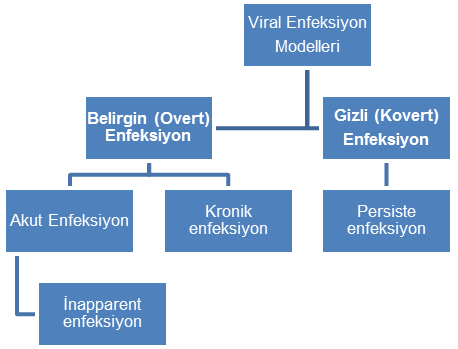 Viral Enfeksiyon
Modelleri
Belirgin (Overt)
Enfeksiyon
Gizli (Kovert)
Enfeksiyon
Akut Enfeksiyon
Kronik
enfeksiyon
Persiste
enfeksiyon
İnapparent
enfeksiyon